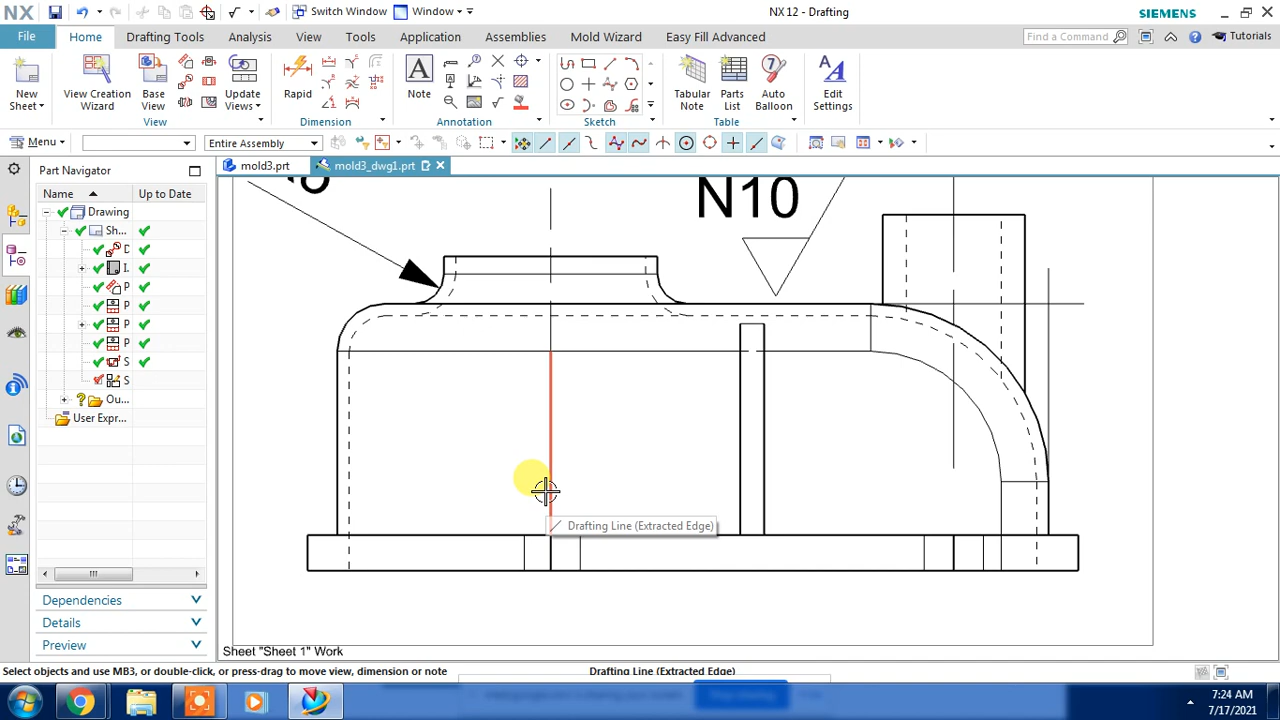 NX
Switch Window
Window
NX 12 - Drafting
SIEMENS
File
Home
Drafting Tools
Analysis
View
Tools
Application
Assemblies
Mold Wizard
Easy Fill Advanced
Find a Command
Tutorials
New
Sheet
View Creation
Wizard
Base
View
Update
Views
Rapid
Note
Tabular
Note
Parts
List
Auto
Balloon
Edit
Settings
View
Dimension
Annotation
Sketch
Table
Menu
Entire Assembly
Part Navigator
mold3.prt
mold3_dwg1.prt
Name
Up to Date
Drawing
Sh...
D
I.
P
P
P
P
S
S
Ou...
User Expr...
N10
Drafting Line (Extracted Edge)
Dependencies
Details
Preview
Sheet "Sheet 1" Work
Select objects and use MB3, or double-click, or press-drag to move view, dimension or note
Drafting Line (Extracted Edge)
7:24 AM
7/17/2021